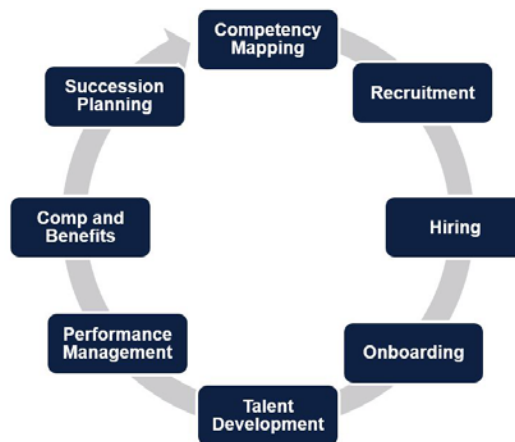 Competency
Mapping
Recruitment
Hiring
Onboarding
Talent
Development
Performance
Management
Comp and
Benefits
Succession
Planning